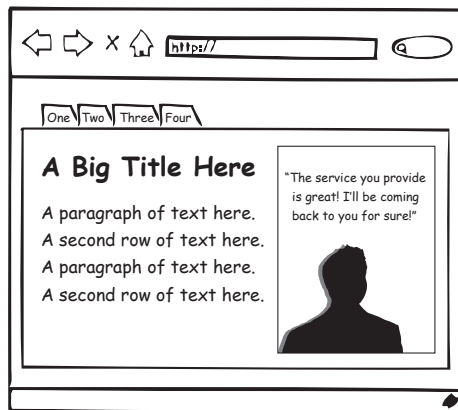 http://
One Two Three Four
A Big Title Here
A paragraph of text here.
A second row of text here.
A paragraph of text here.
A second row of text here.
“The service you provide
is great! I’ll be coming
back to you for sure!”